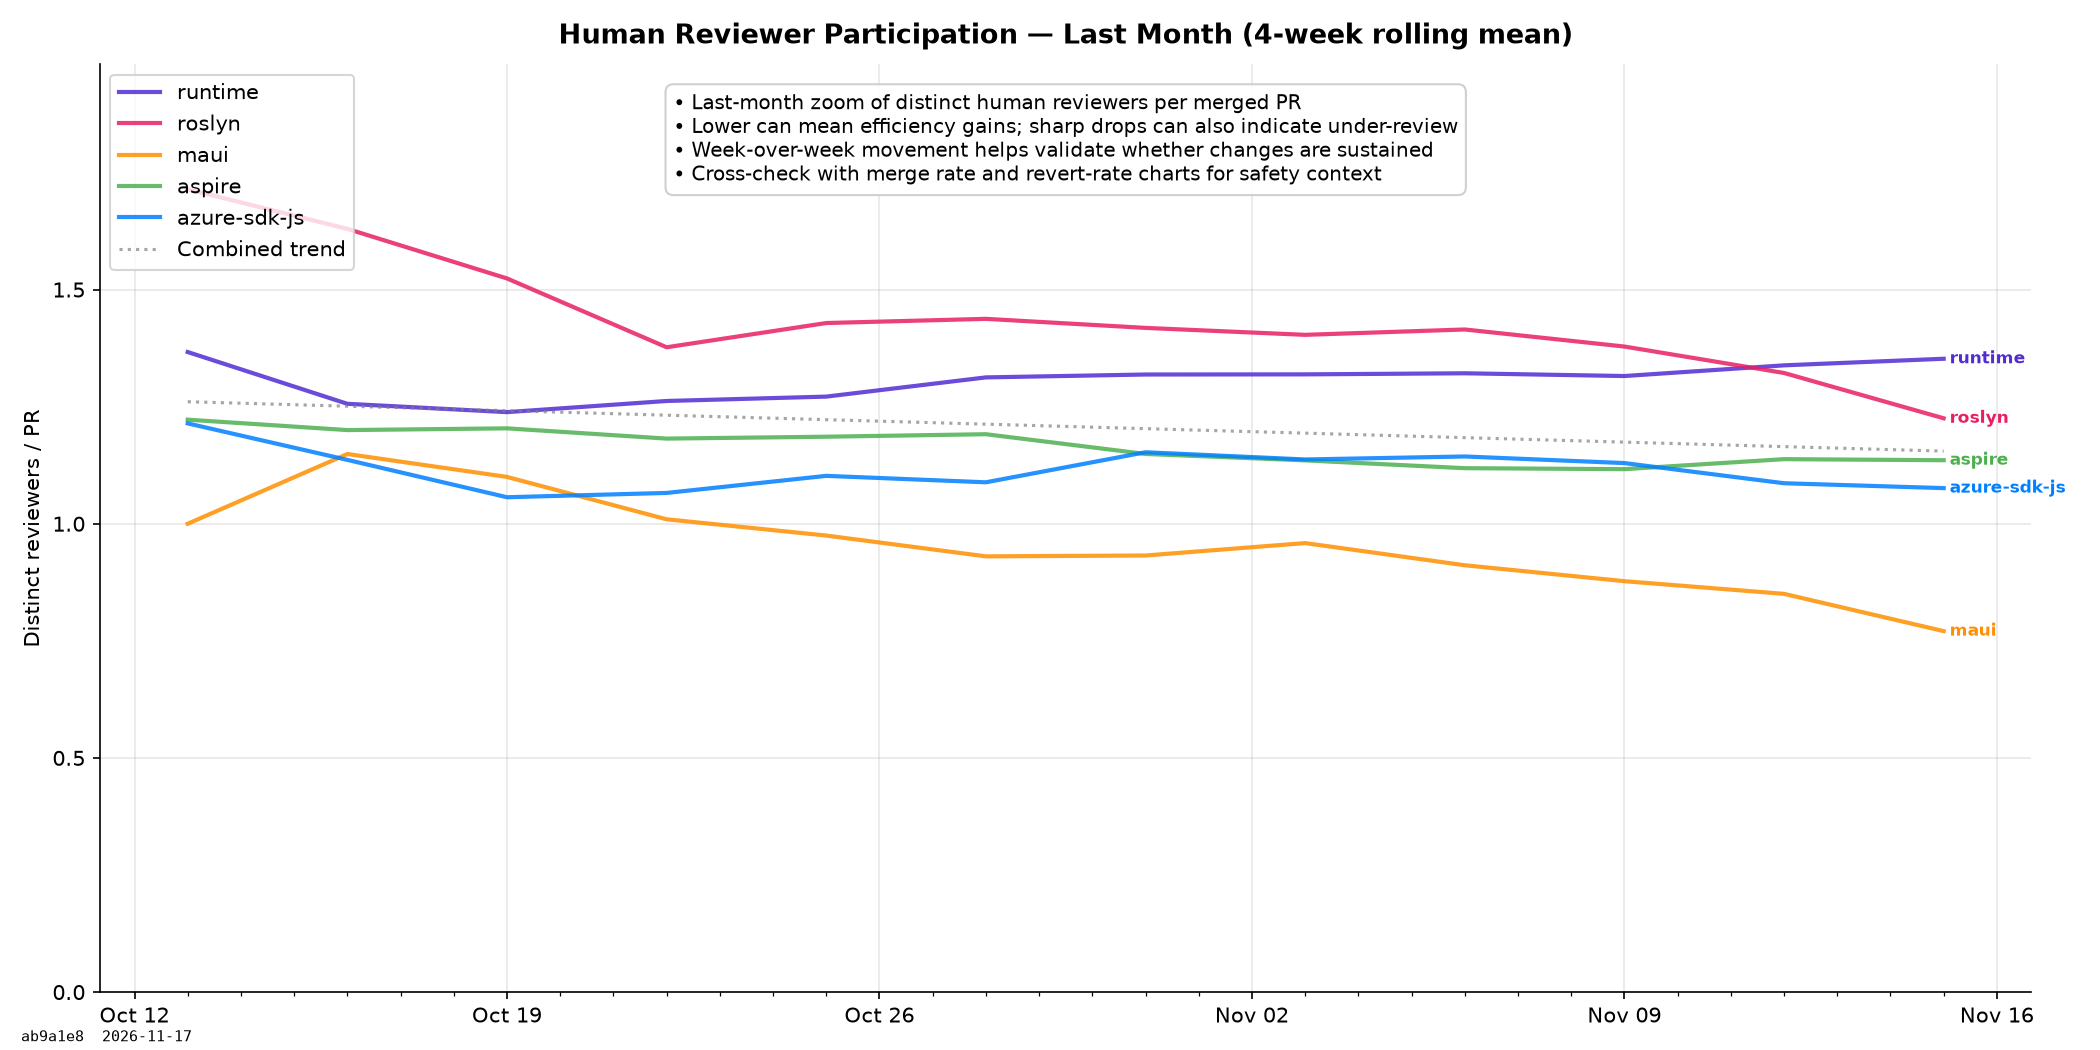 Human Reviewer Participation — Last Month (4-week rolling mean)
runtime
roslyn
maui
aspire
azure-sdk-js
Combined trend
• Last-month zoom of distinct human reviewers per merged PR
• Lower can mean efficiency gains; sharp drops can also indicate under-review
• Week-over-week movement helps validate whether changes are sustained
• Cross-check with merge rate and revert-rate charts for safety context
Distinct reviewers / PR
1.5
1.0
0.5
0.0
runtime
roslyn
aspire
azure-sdk-js
maui
Oct 12
Oct 19
Oct 26
Nov 02
Nov 09
Nov 16
ab9a1e8 2026-11-17